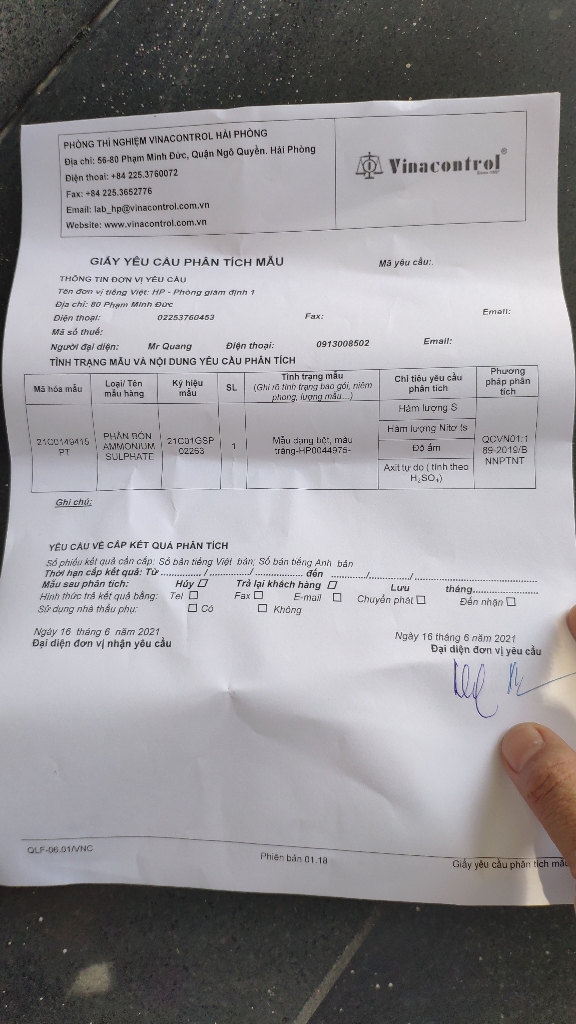 PHÒNG THÍ NGHIỆM VINACONTROL HẢI PHÒNG
Địa chỉ: 56-80 Phạm Minh Đức, Quận Ngô Quyền. Hải Phòng
Điện thoại: +84 225.3760072
Fax: +84 225.3652776
Email: lab_hp@vinacontrol.com.vn
Website: www.vinacontrol.com.vn
Vinacontrol®
GIẤY YÊU CẦU PHÂN TÍCH MẪU
Mã yêu cầu:.
THÔNG TIN ĐƠN VỊ YÊU CẦU
Tên đơn vị tiếng Việt: HP - Phòng giám định 1
Địa chỉ: 80 Phạm Minh Đức
Điện thoại: 02253760453 Fax: Email:
Mã số thuế:
Người đại diện: Mr Quang Điện thoại: 0913008502 Email:
TÌNH TRẠNG MẪU VÀ NỘI DUNG YÊU CẦU PHÂN TÍCH
Mã hóa mẫu
Loại/ Tên mẫu hàng
Ký hiệu mẫu
SL
Tình trạng mẫu
(Ghi rõ tình trạng bao gói, niêm phong, lượng mẫu…)
Chỉ tiêu yêu cầu phân tích
Phương pháp phân tích
21C0149415
PT
PHÂN BÓN
AMMONIUM
SULPHATE
21C01GSP
02263
1
Mẫu dạng bột, màu
trắng-HP0044975-
Hàm lượng S
Hàm lượng Nitơ ts
Độ ẩm
Axit tự do ( tính theo
H₂SO₄)
QCVN01:1
89-2019/B
NNPTNT
Ghi chú:
YÊU CẦU VỀ CẤP KẾT QUẢ PHÂN TÍCH
Số phiếu kết quả cần cấp: Số bản tiếng Việt bản; Số bản tiếng Anh bản
Thời hạn cấp kết quả: Từ ............. / ............. / ............... đến ............/............/...............
Mẫu sau phân tích: Hủy □ Trả lại khách hàng □ Lưu tháng....................
Hình thức trả kết quả bằng: Tel □ Fax □ E-mail □ Chuyển phát □ Đến nhận □
Sử dụng nhà thầu phụ: □ Có □ Không
Ngày 16 tháng 6 năm 2021
Đại diện đơn vị nhận yêu cầu
Ngày 16 tháng 6 năm 2021
Đại diện đơn vị yêu cầu
QLF-06.01/VNC
Phiên bản 01.18
Giấy yêu cầu phân tích mẫu